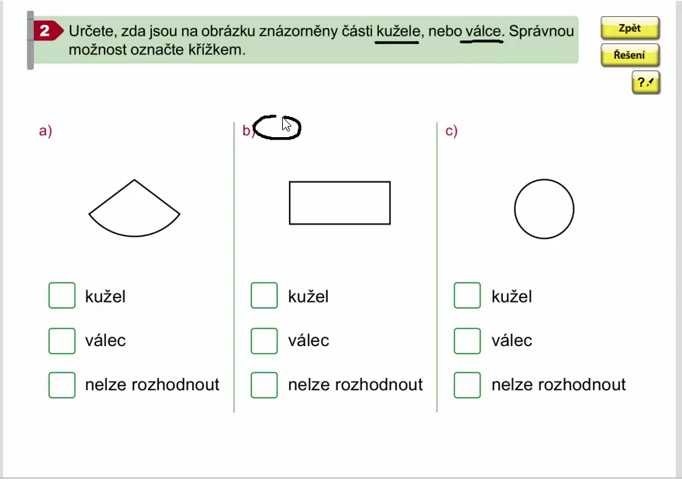 2 Určete, zda jsou na obrázku znázorněny části kužele, nebo válce. Správnou
možnost označte křížkem.
Zpět
Řešení
?
a)
b)
c)
kužel
kužel
kužel
válec
válec
válec
nelze rozhodnout
nelze rozhodnout
nelze rozhodnout